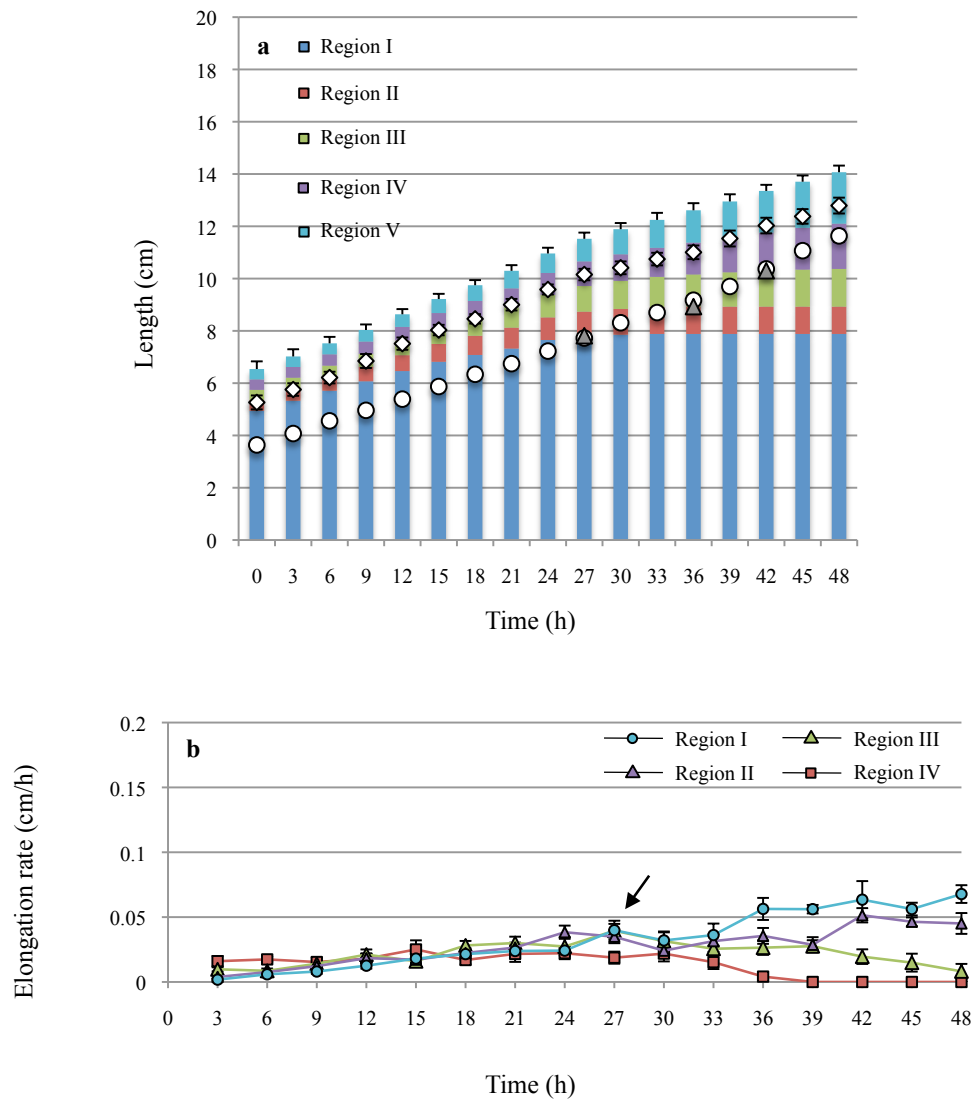 20
18
16
14
12
10
8
6
4
2
0
Length (cm)
a
Region I
Region II
Region III
Region IV
Region V
0 3 6 9 12 15 18 21 24 27 30 33 36 39 42 45 48
Time (h)
0.2
0.15
0.1
0.05
0
Elongation rate (cm/h)
b
Region I Region III
Region II Region IV
0 3 6 9 12 15 18 21 24 27 30 33 36 39 42 45 48
Time (h)